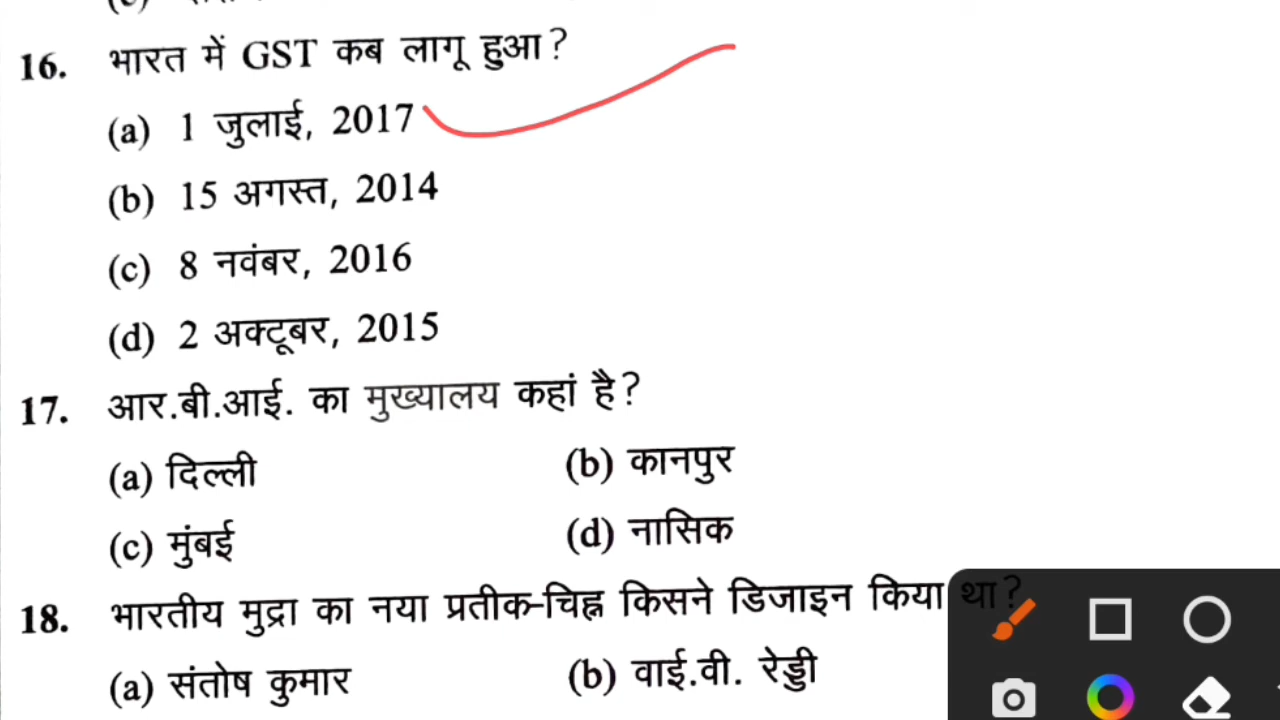 16. भारत में GST कब लागू हुआ?
(a) 1 जुलाई, 2017
(b) 15 अगस्त, 2014
(c) 8 नवंबर, 2016
(d) 2 अक्टूबर, 2015
17. आर.बी.आई. का मुख्यालय कहां है?
(a) दिल्ली (b) कानपुर
(c) मुंबई (d) नासिक
18. भारतीय मुद्रा का नया प्रतीक-चिह्न किसने डिजाइन किया था?
(a) संतोष कुमार (b) वाई.वी. रेड्डी